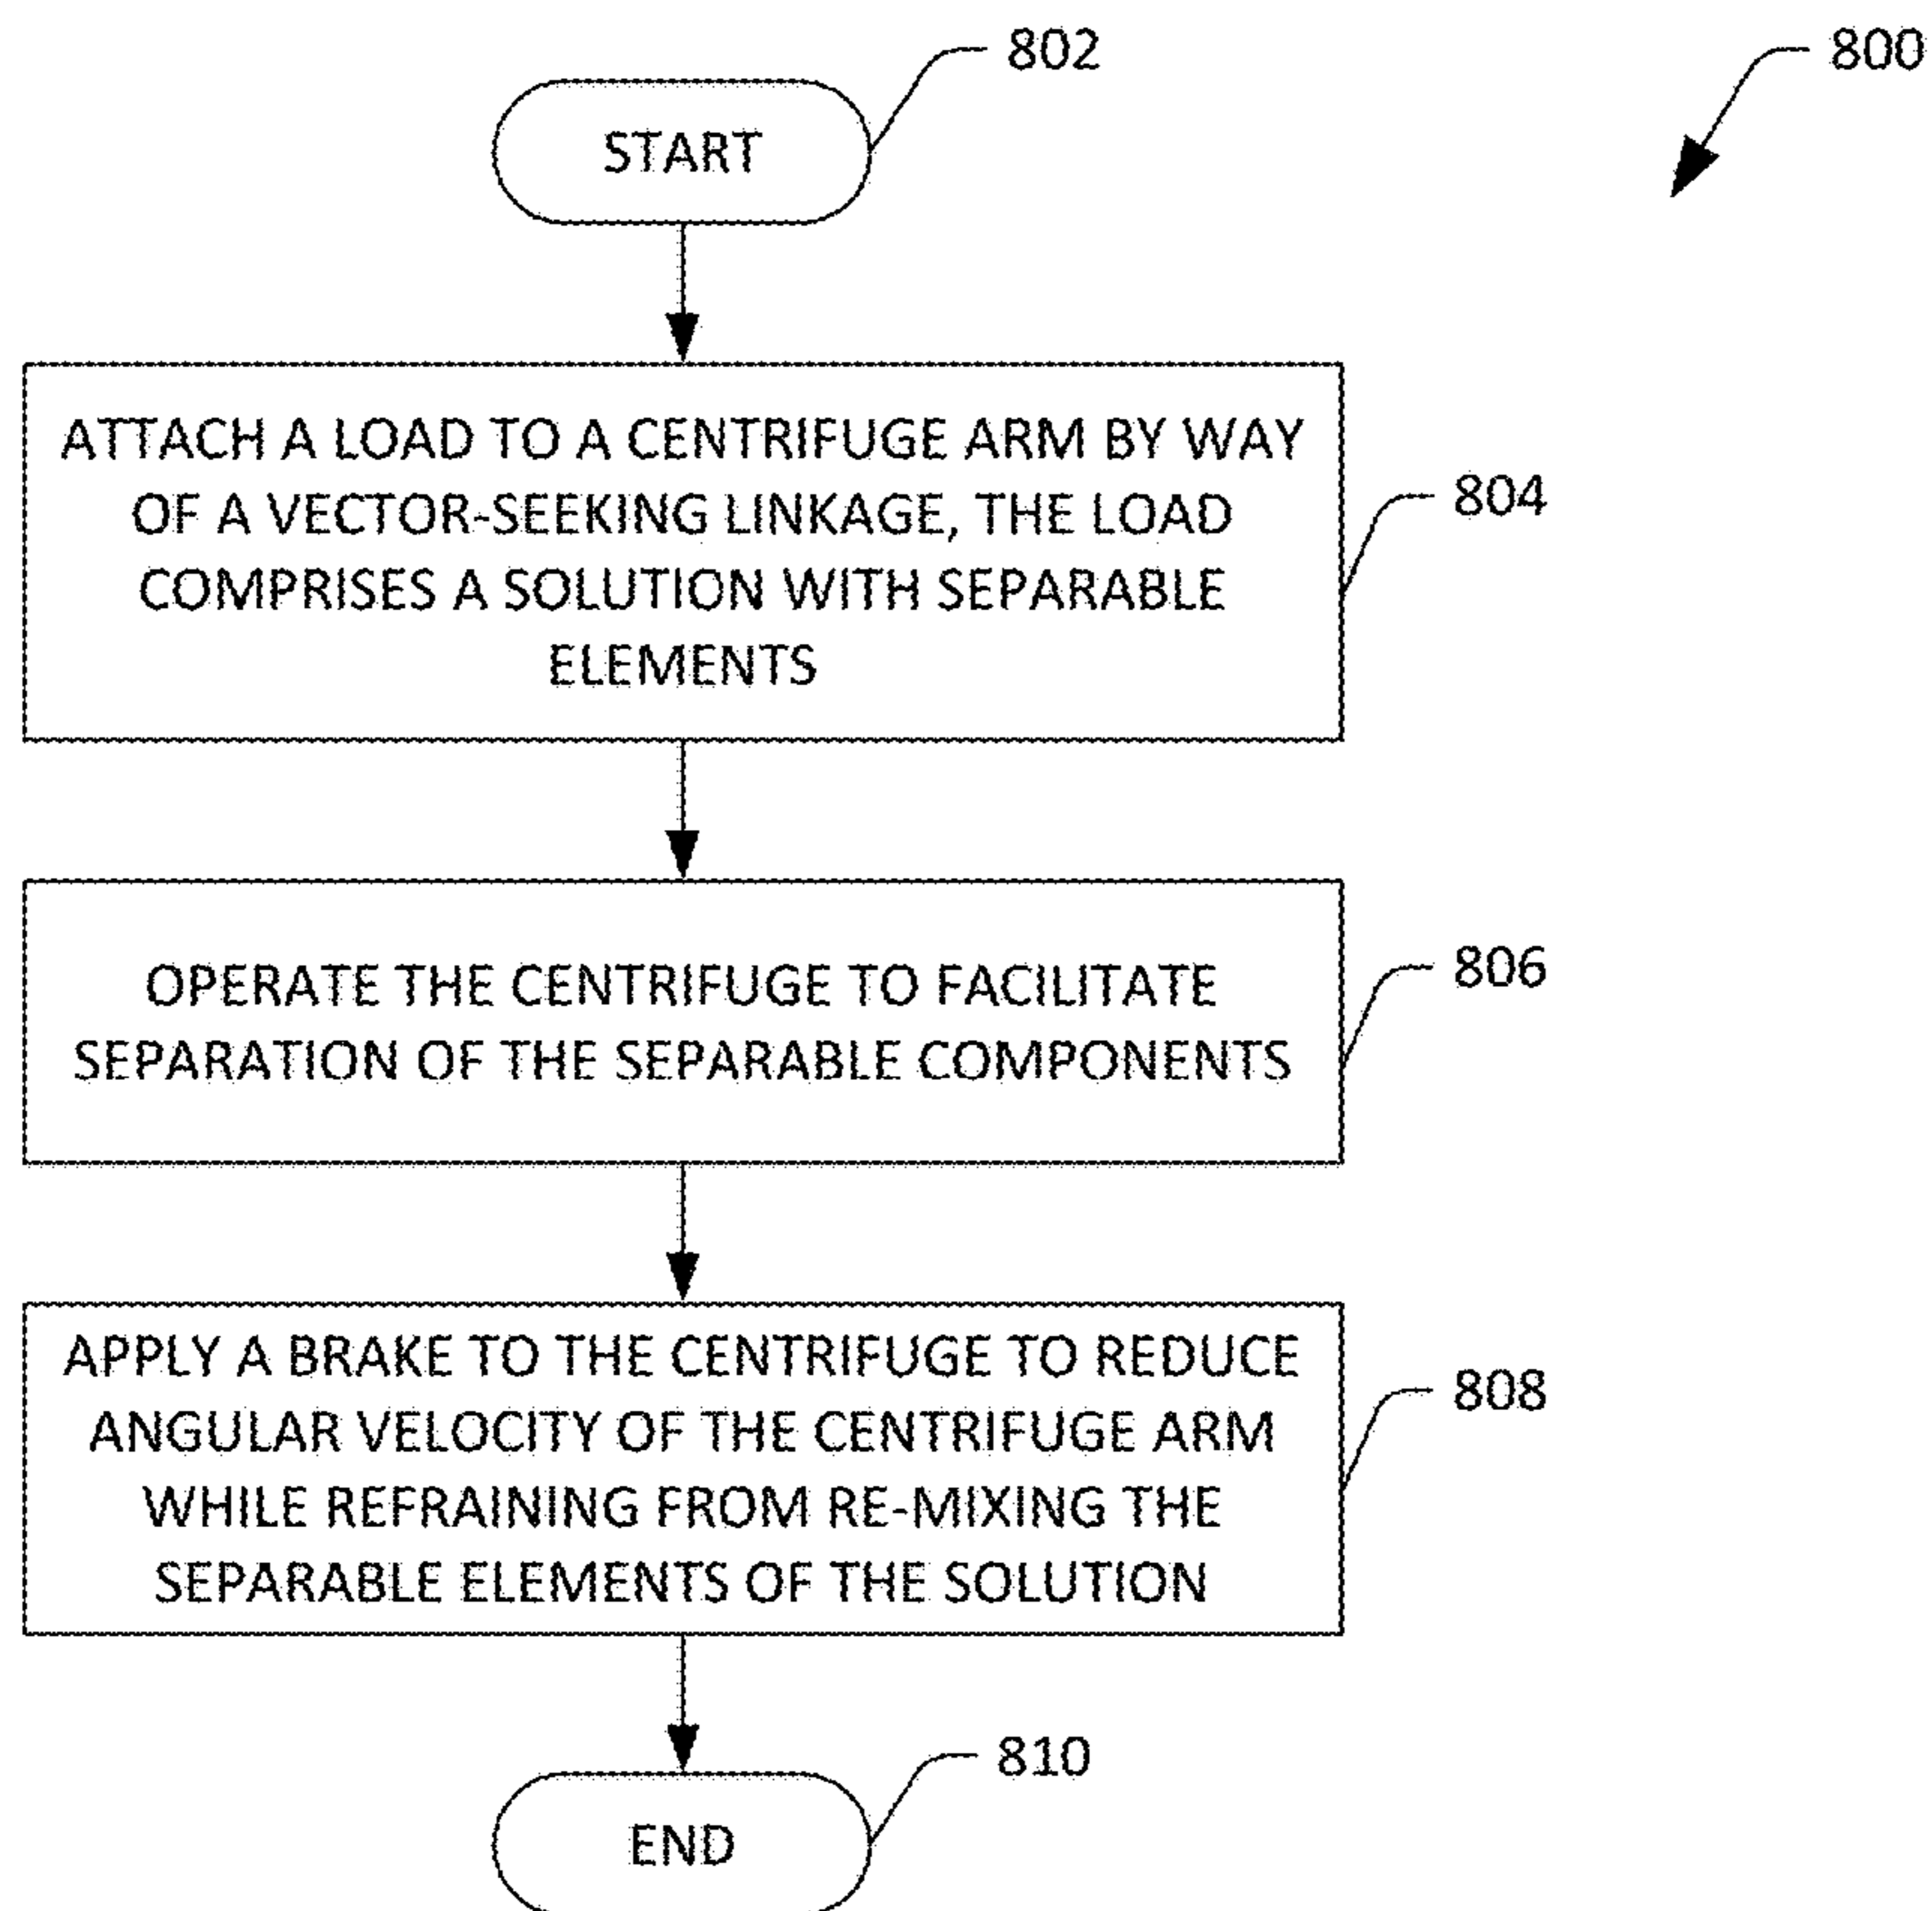 802
800
START
ATTACH A LOAD TO A CENTRIFUGE ARM BY WAY
OF A VECTOR-SEEKING LINKAGE, THE LOAD
COMPRISES A SOLUTION WITH SEPARABLE
ELEMENTS
804
OPERATE THE CENTRIFUGE TO FACILITATE
SEPARATION OF THE SEPARABLE COMPONENTS
806
APPLY A BRAKE TO THE CENTRIFUGE TO REDUCE
ANGULAR VELOCITY OF THE CENTRIFUGE ARM
WHILE REFRAINING FROM RE-MIXING THE
SEPARABLE ELEMENTS OF THE SOLUTION
808
810
END